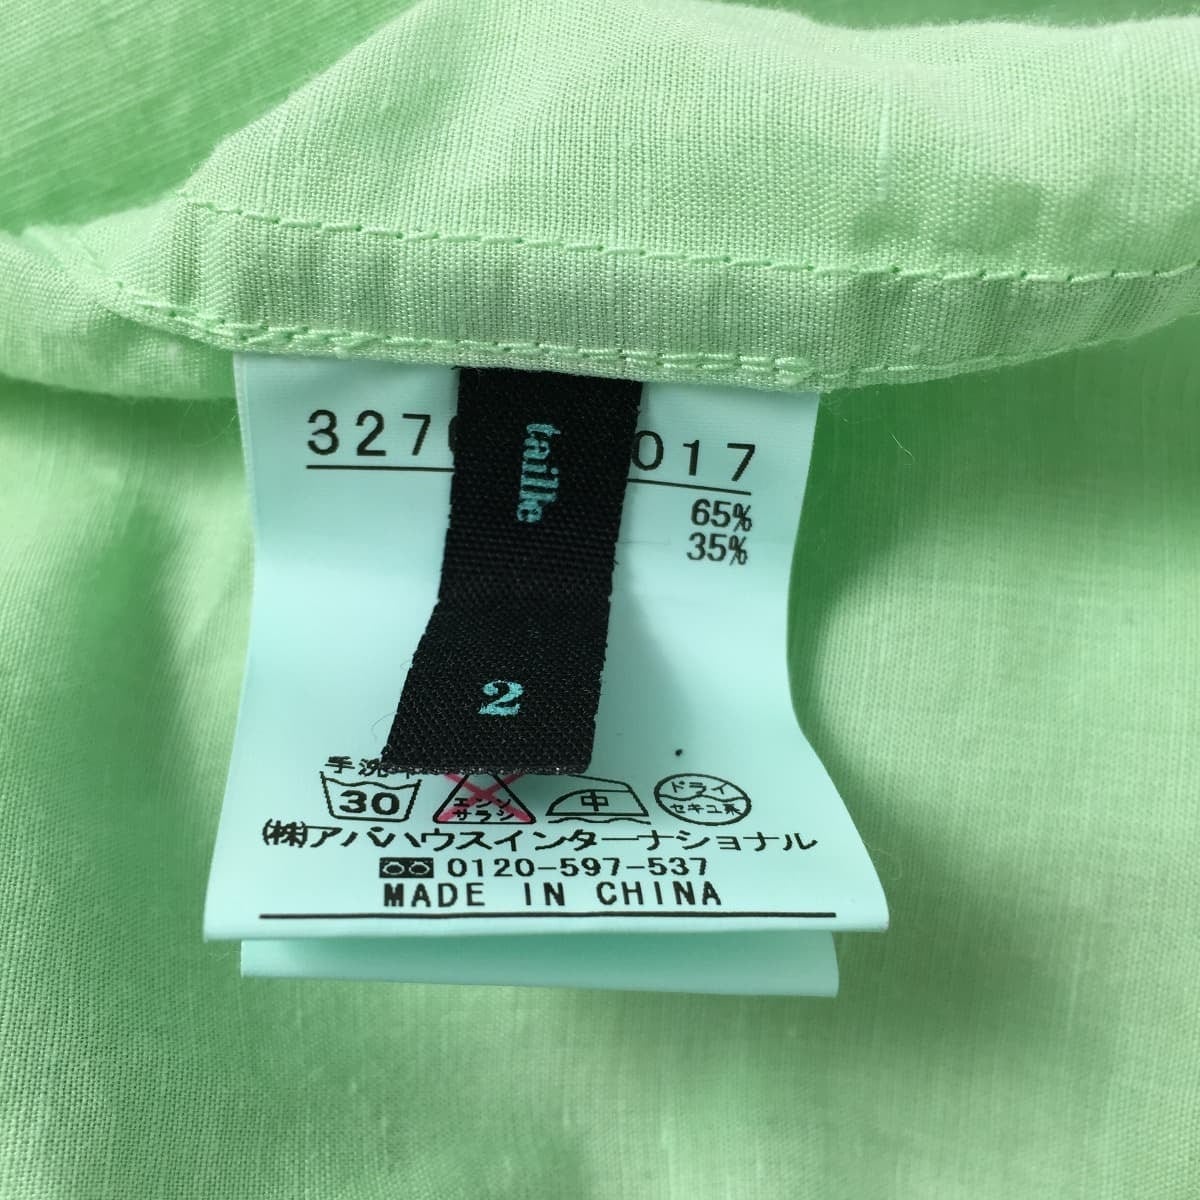 327 017
taille
65%
35%
2
手洗
30
エンソ
サラシ
中
ドライ
セキユ系
(株)アバハウスインターナショナル
0120-597-537
MADE IN CHINA